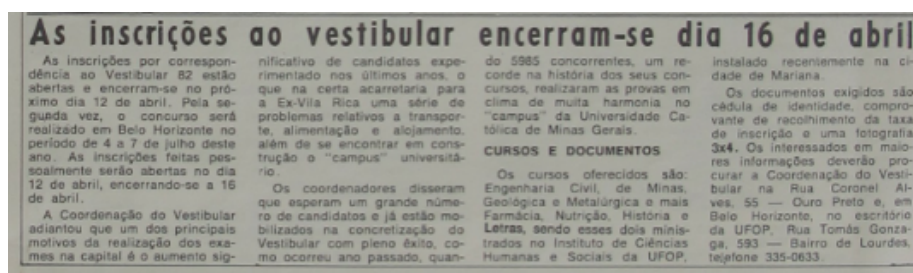 As inscrições ao vestibular encerram-se dia 16 de abril
As inscrições por correspon-
dência ao Vestibular 82 estão
abertas e encerram-se no pró-
ximo dia 12 de abril. Pela se-
gunda vez, o concurso será
realizado em Belo Horizonte no
período de 4 a 7 de julho deste
ano. As inscrições feitas pes-
soalmente serão abertas no dia
12 de abril, encerrando-se a 16
de abril.
A Coordenação do Vestibular
adiantou que um dos principais
motivos da realização dos exa-
mes na capital é o aumento sig-
nificativo de candidatos expe-
rimentado nos últimos anos, o
que na certa acarretaria para
a Ex-Vila Rica uma série de
problemas relativos a transpor-
te, alimentação e alojamento,
além de se encontrar em cons-
trução o "campus" universitá-
rio.
Os coordenadores disseram
que esperam um grande núme-
ro de candidatos e já estão mo-
bilizados na concretização do
Vestibular com pleno êxito, co-
mo ocorreu ano passado, quan-
do 5985 concorrentes, um re-
corde na história dos seus con-
cursos, realizaram as provas em
clima de muita harmonia no
"campus" da Universidade Ca-
tólica de Minas Gerais.
CURSOS E DOCUMENTOS
Os cursos oferecidos são:
Engenharia Civil, de Minas,
Geológica e Metalúrgica e mais
Farmácia, Nutrição, História e
Letras, sendo esses dois minis-
trados no Instituto de Ciências
Humanas e Sociais da UFOP,
instalado recentemente na ci-
dade de Mariana.
Os documentos exigidos são
cédula de identidade, compro-
vante de recolhimento da taxa
de inscrição e uma fotografia
3x4. Os interessados em maio-
res informações deverão pro-
curar a Coordenação do Vesti-
bular na Rua Coronel Al-
ves, 55 — Ouro Preto e, em
Belo Horizonte, no escritório
da UFOP, Rua Tomás Gonza-
ga, 593 — Bairro de Lourdes,
telefone 335-0633.